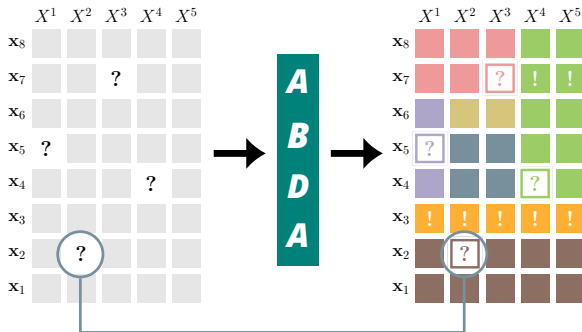 X¹ X² X³ X⁴ X⁵
x₈
x₇ ?
x₆
x₅ ?
x₄ ?
x₃
x₂ ?
x₁
A
B
D
A
X¹ X² X³ X⁴ X⁵
x₈
x₇ ? ! !
x₆
x₅ ?
x₄ ?
x₃ ! ! ! ! !
x₂ ?
x₁